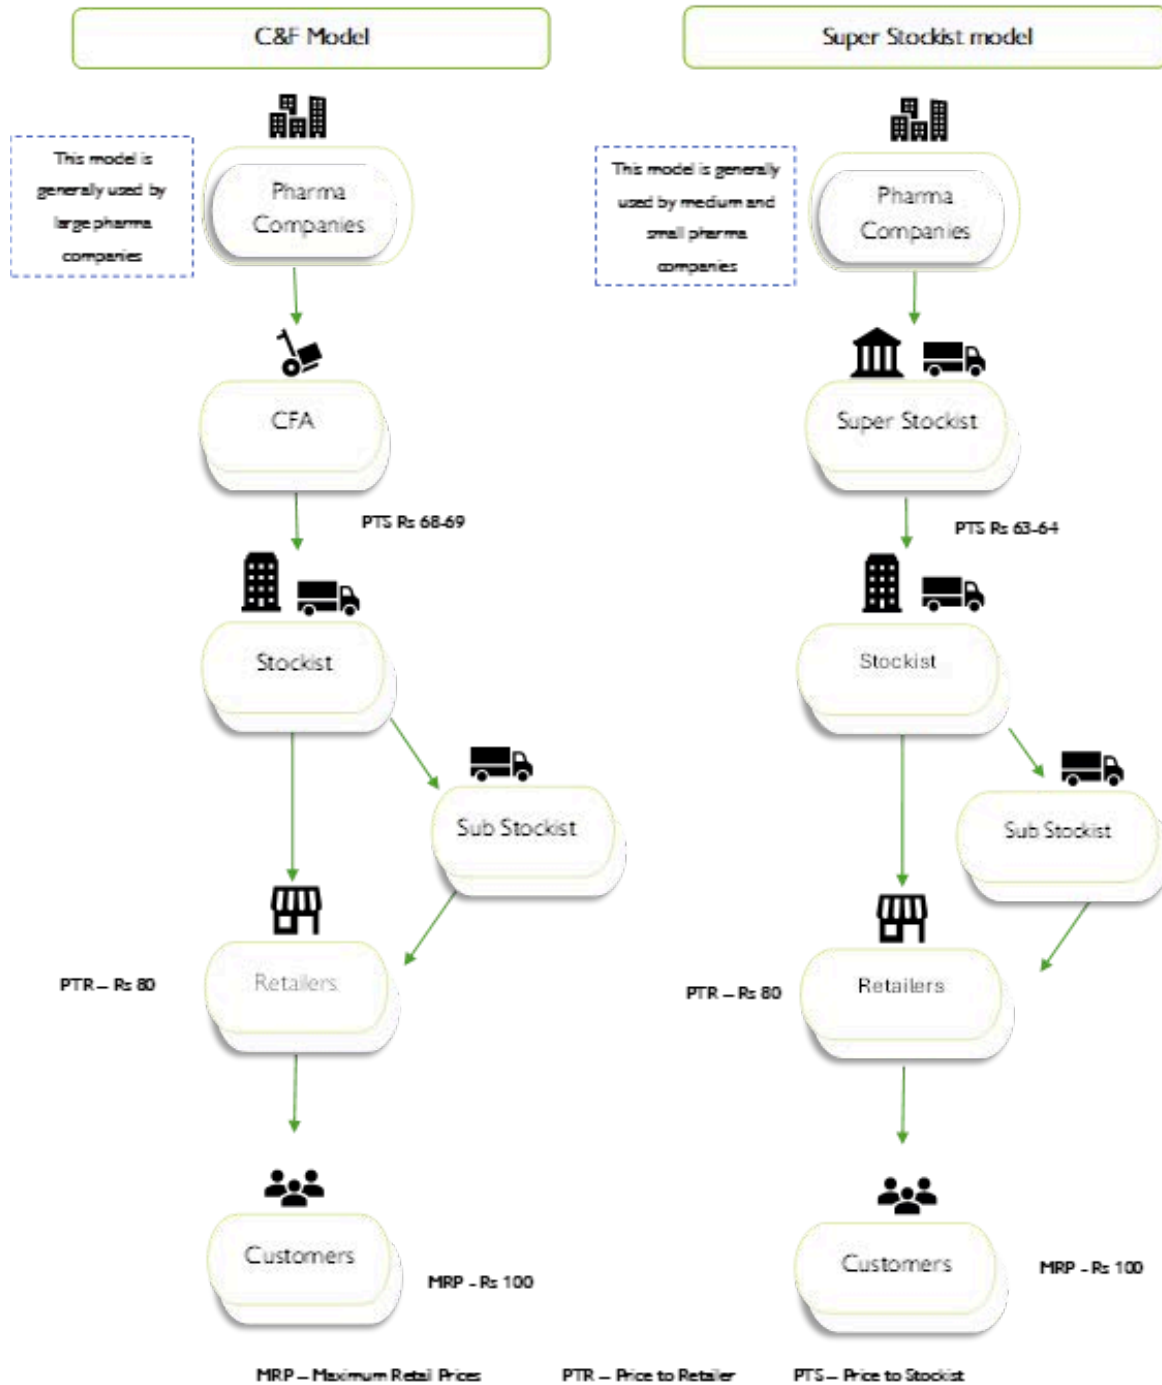 C&F Model
Super Stockist model
This model is
generally used by
large pharma
companies
Pharma
Companies
This model is generally
used by medium and
small pharma
companies
Pharma
Companies
CFA
Super Stockist
PTS Rs 68-69
PTS Rs 63-64
Stockist
Stockist
Sub Stockist
Sub Stockist
PTR – Rs 80
Retailers
PTR – Rs 80
Retailers
Customers
MRP - Rs 100
Customers
MRP - Rs 100
MRP – Maximum Retail Prices
PTR – Price to Retailer
PTS – Price to Stockist